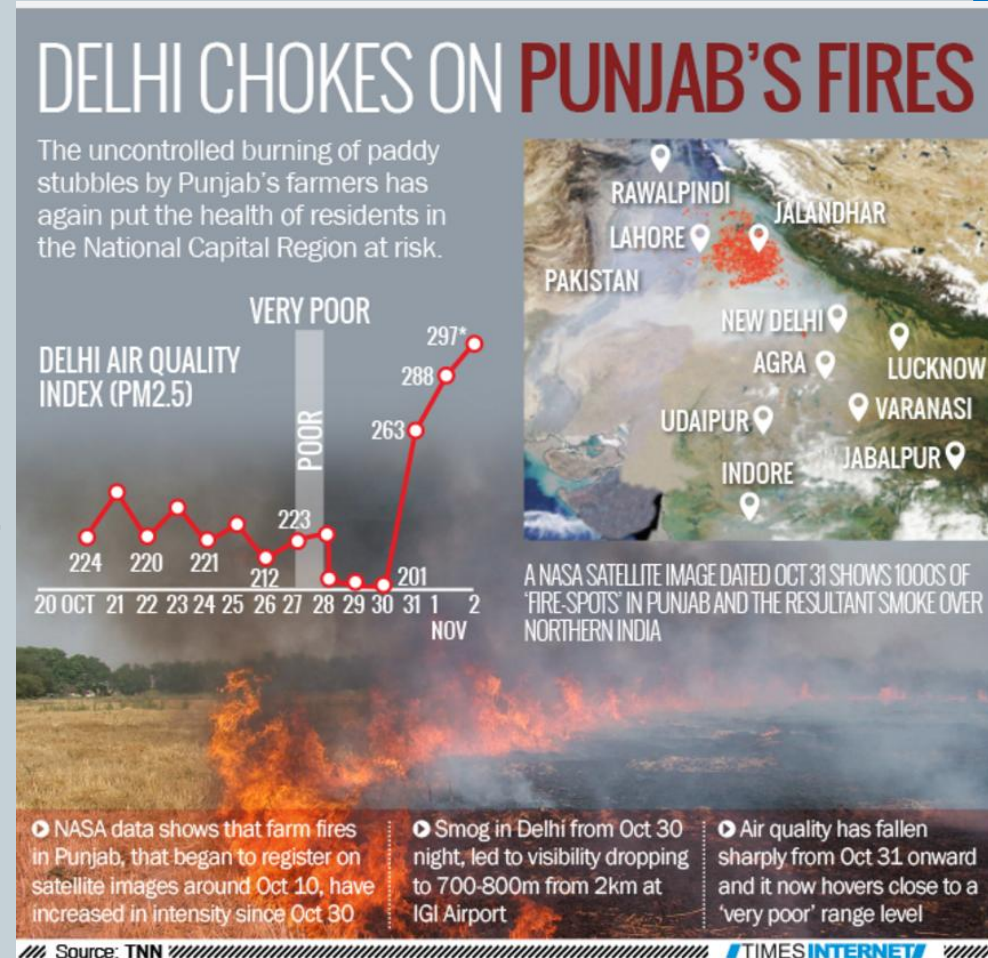 DELHI CHOKES ON PUNJAB'S FIRES
The uncontrolled burning of paddy
stubbles by Punjab's farmers has
again put the health of residents in
the National Capital Region at risk.
VERY POOR
DELHI AIR QUALITY
INDEX (PM2.5)
POOR
297*
288
263
224
220
221
212
223
201
20 OCT 21 22 23 24 25 26 27 28 29 30 31 1 2
NOV
RAWALPINDI
JALANDHAR
LAHORE
PAKISTAN
NEW DELHI
LUCKNOW
AGRA
VARANASI
UDAIPUR
JABALPUR
INDORE
A NASA SATELLITE IMAGE DATED OCT 31 SHOWS 1000S OF
'FIRE-SPOTS' IN PUNJAB AND THE RESULTANT SMOKE OVER
NORTHERN INDIA
NASA data shows that farm fires
in Punjab, that began to register on
satellite images around Oct 10, have
increased in intensity since Oct 30
Smog in Delhi from Oct 30
night, led to visibility dropping
to 700-800m from 2km at
IGI Airport
Air quality has fallen
sharply from Oct 31 onward
and it now hovers close to a
'very poor' range level
Source: TNN
TIMES INTERNET